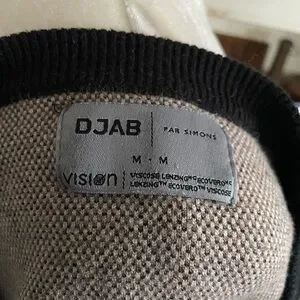 DJAB
PAR SIMONS
M - M
VISION
VISCOSE LENZING™ ECOVERO™
LENZING™ ECOVERO™ VISCOSE